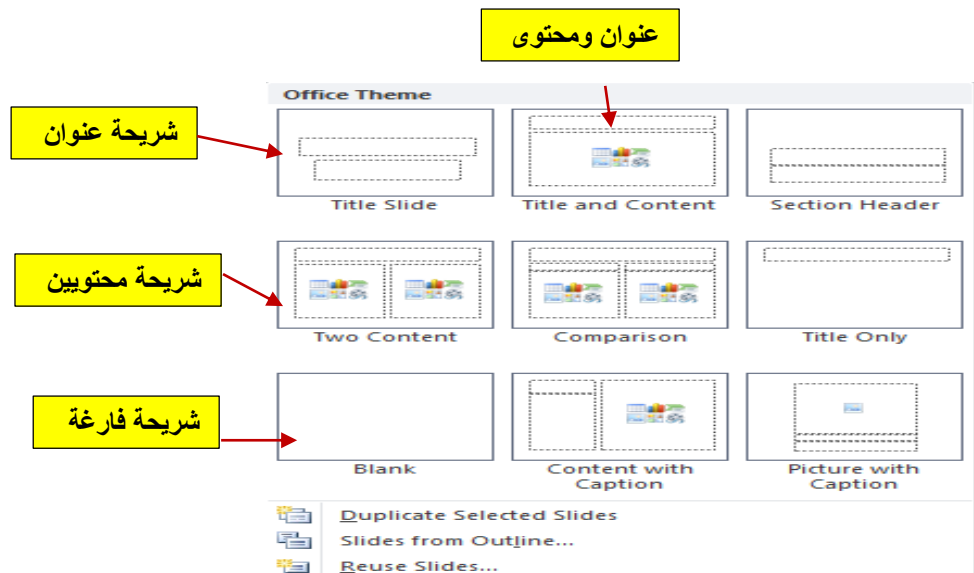 عنوان ومحتوى
Office Theme
شريحة عنوان
Title Slide
Title and Content
Section Header
شريحة محتويين
Two Content
Comparison
Title Only
شريحة فارغة
Blank
Content with
Caption
Picture with
Caption
Duplicate Selected Slides
Slides from Outline...
Reuse Slides...